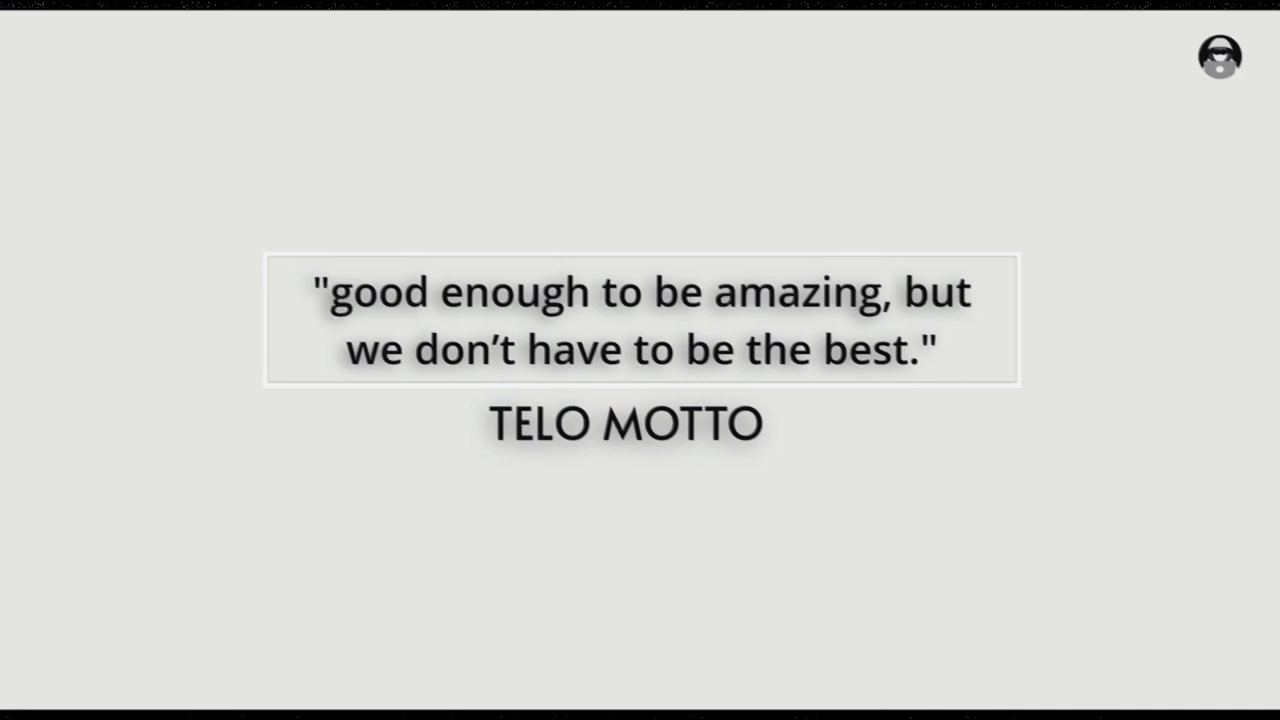 "good enough to be amazing, but
we don’t have to be the best."
TELO MOTTO